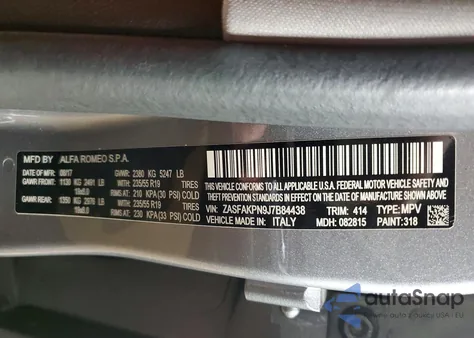 MFD BY ALFA ROMEO S.P.A.
DATE OF MFR: 08/17 GVWR: 2380 KG 5247 LB
GAWR FRONT: 1130 KG 2491 LB WITH 235/55 R19 TIRES
RIMS AT 210 KPA(30 PSI) COLD
GAWR REAR: 1350 KG LB WITH 235/55 R19 TIRES
RIMS AT 230 KPA(33 PSI) COLD
THIS VEHICLE CONFORMS TO ALL APPLICABLE U.S.A. FEDERAL MOTOR VEHICLE
SAFETY, BUMPER, AND THEFT PREVENTION STANDARDS IN EFFECT ON THE
DATE OF MANUFACTURE SHOWN ABOVE.
VIN: ZASFAKPN9J7B84438 TRIM: 414 TYPE: MPV
VEHICLE MADE IN: ITALY MDH: 082815 PAINT: 318
autoSnap